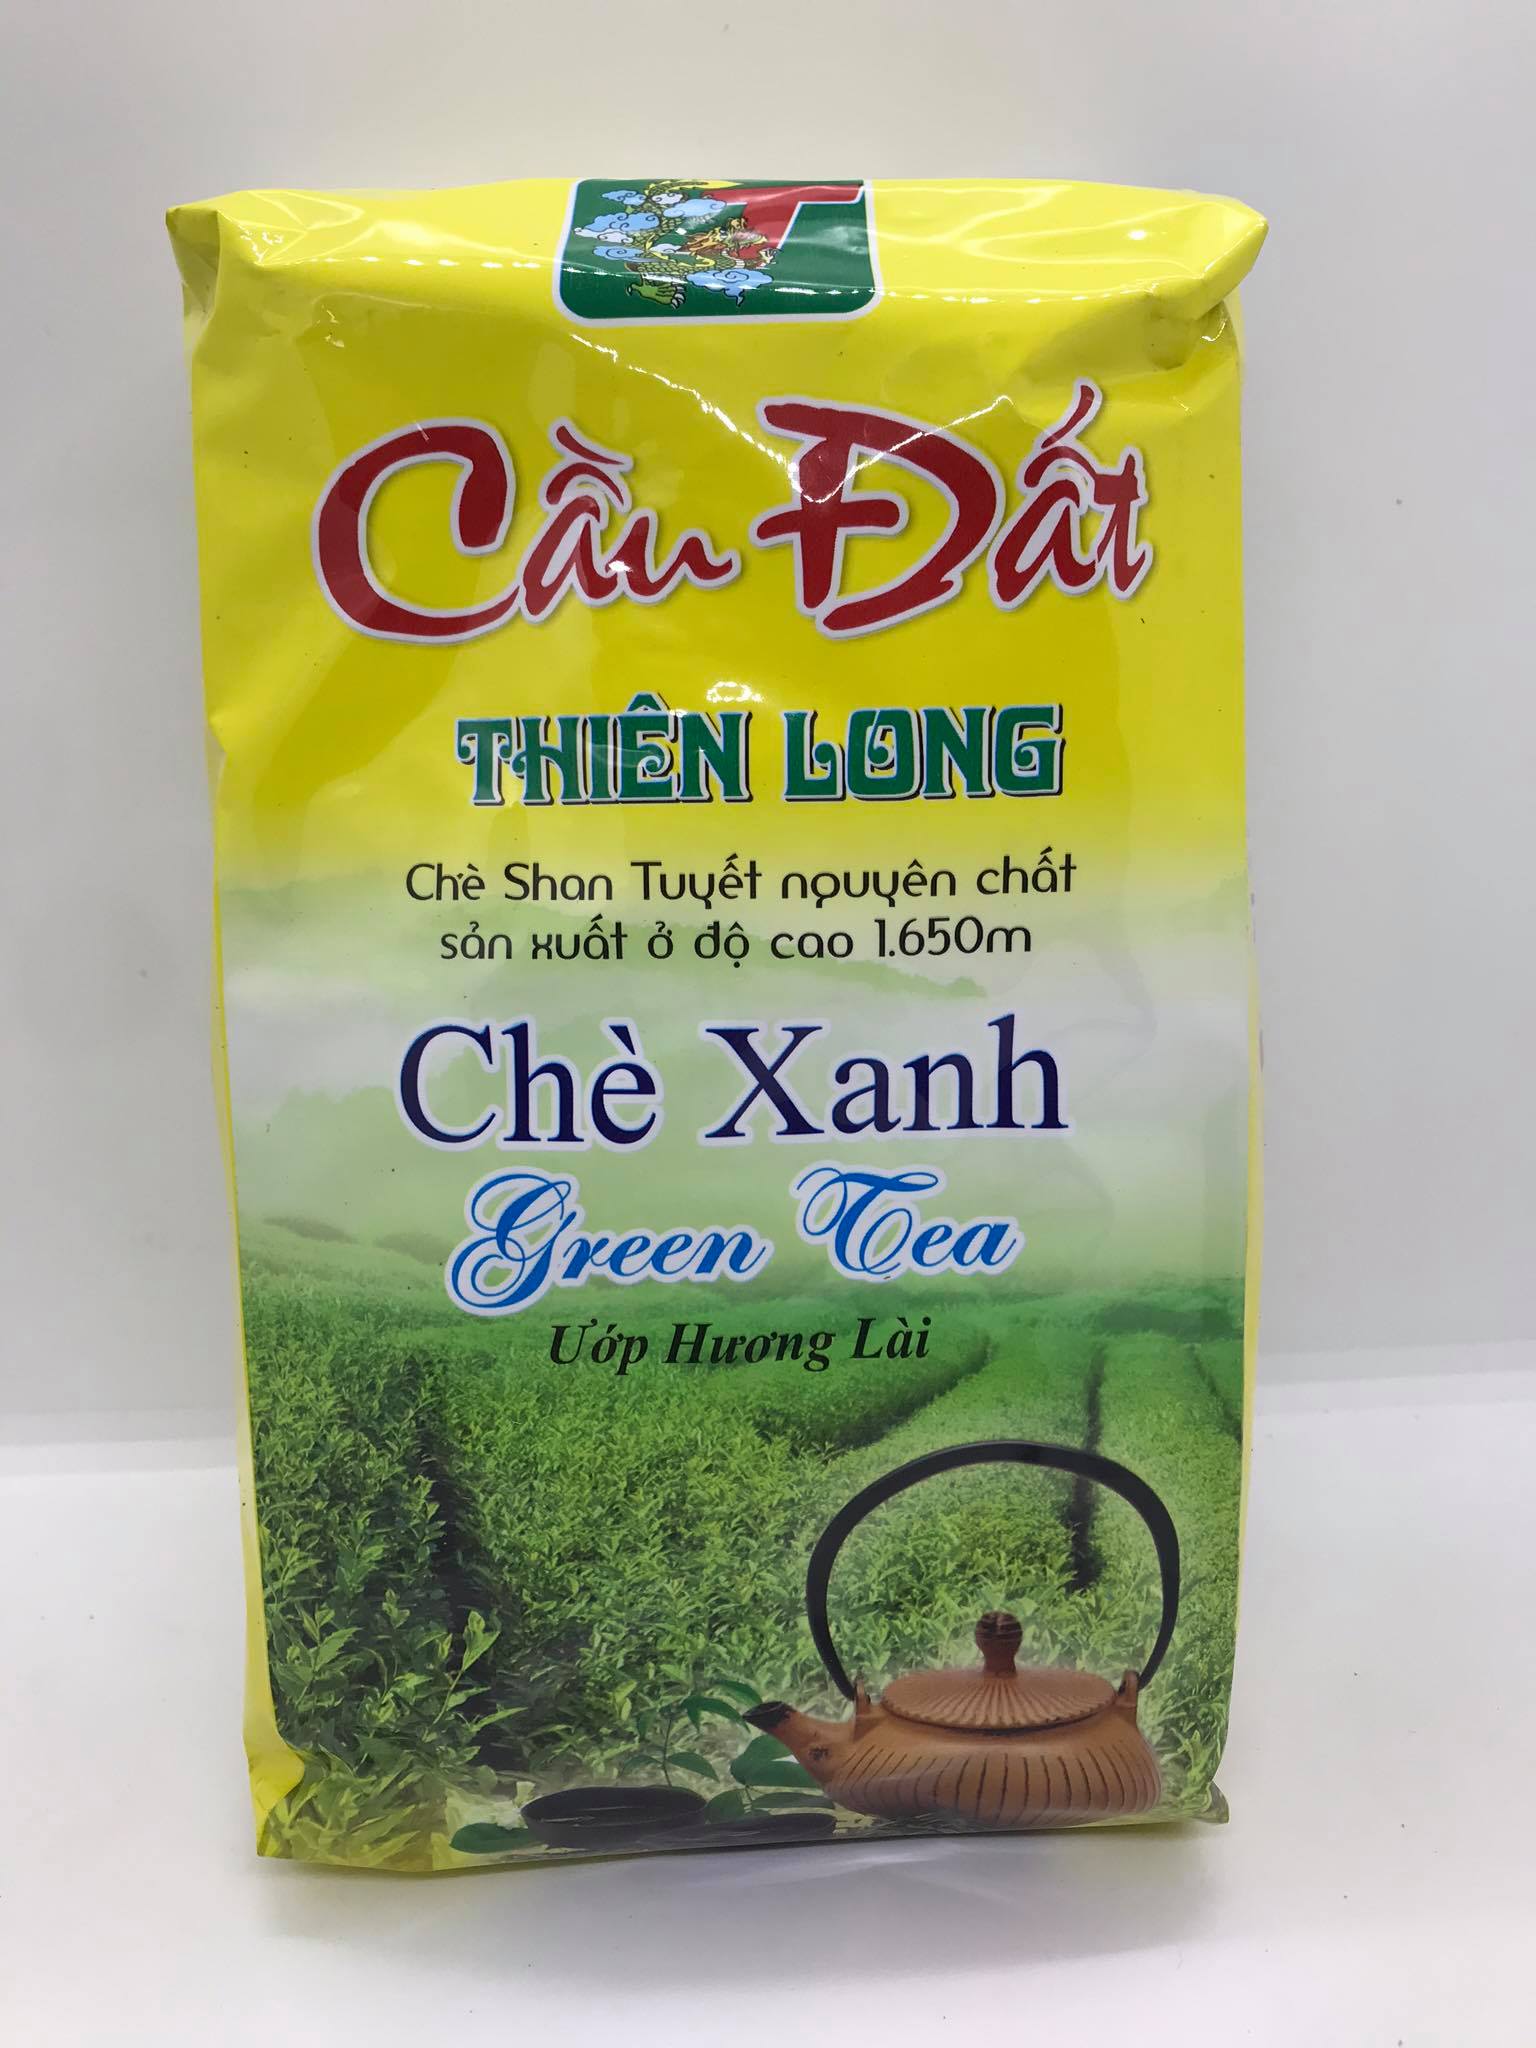 T
Cầu Đất
THIÊN LONG
Chè Shan Tuyết nguyên chất
sản xuất ở độ cao 1.650m
Chè Xanh
Green Tea
Ướp Hương Lài